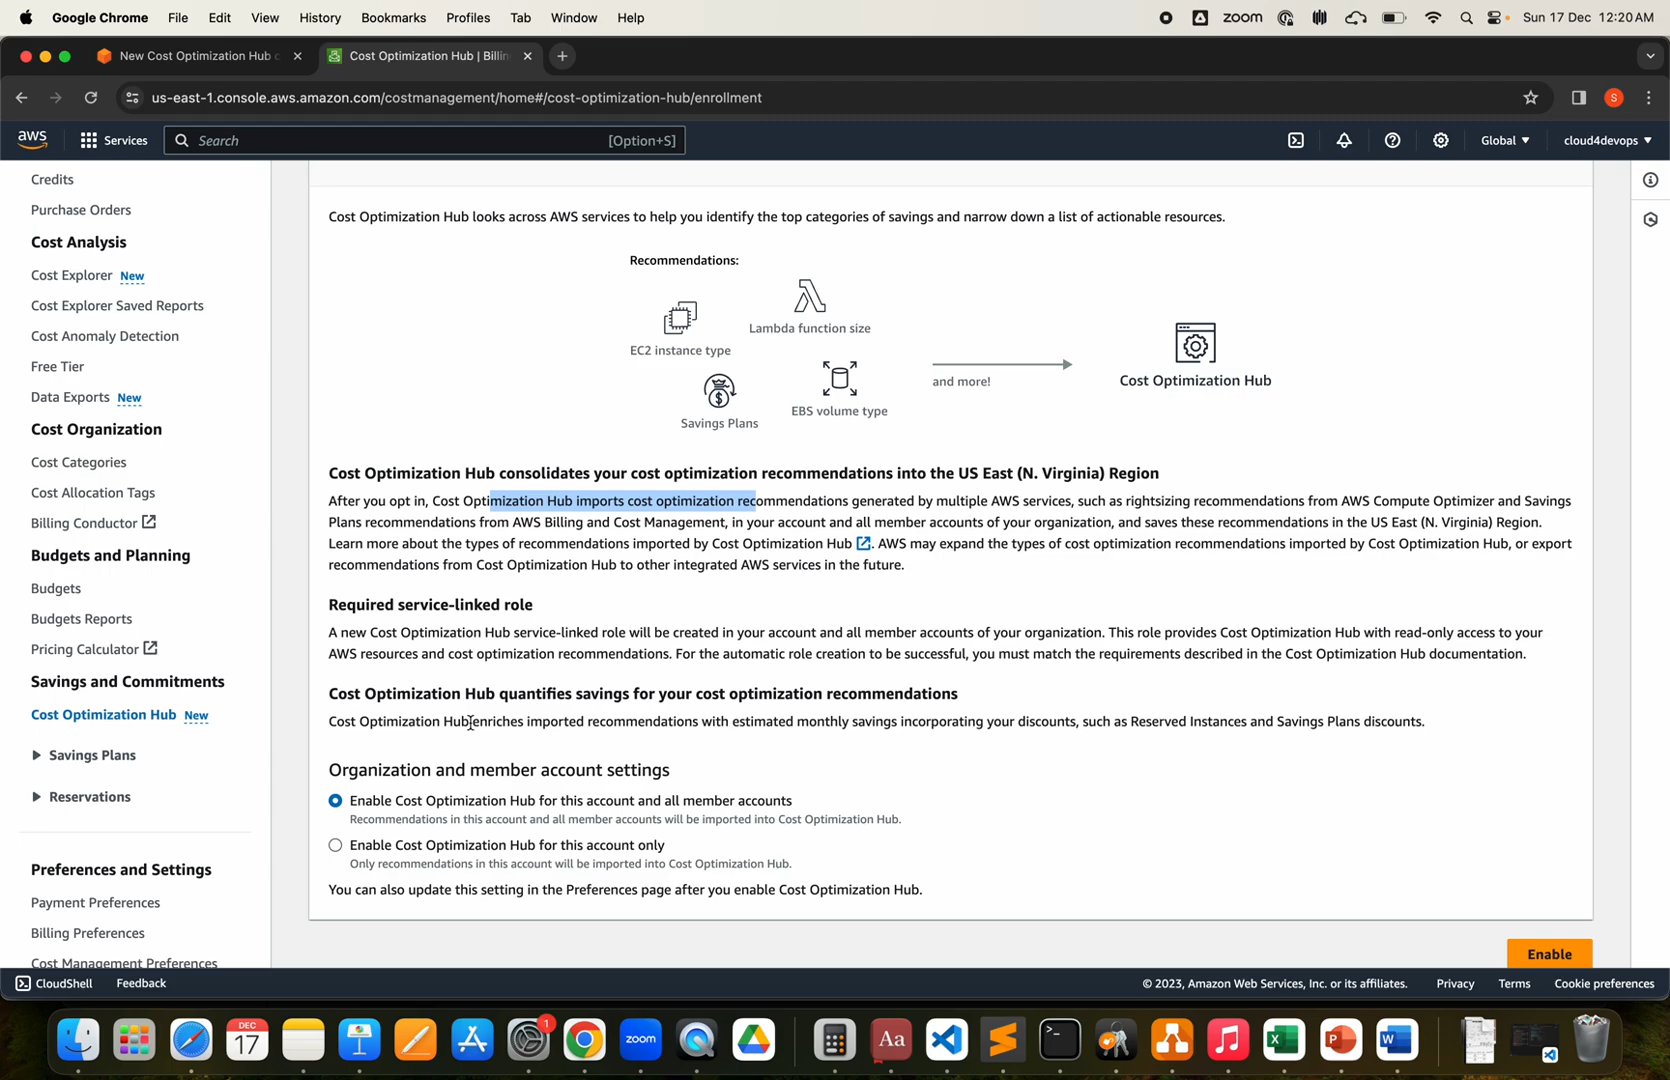 Google Chrome File Edit View History Bookmarks Profiles Tab Window Help zoom Sun 17 Dec 12:20 AM
New Cost Optimization Hub Cost Optimization Hub | Billin
us-east-1.console.aws.amazon.com/costmanagement/home#/cost-optimization-hub/enrollment S
aws Services Search [Option+S] Global cloud4devops
Credits
Purchase Orders
Cost Analysis
Cost Explorer New
Cost Explorer Saved Reports
Cost Anomaly Detection
Free Tier
Data Exports New
Cost Organization
Cost Categories
Cost Allocation Tags
Billing Conductor
Budgets and Planning
Budgets
Budgets Reports
Pricing Calculator
Savings and Commitments
Cost Optimization Hub New
Savings Plans
Reservations
Preferences and Settings
Payment Preferences
Billing Preferences
Cost Management Preferences
Cost Optimization Hub looks across AWS services to help you identify the top categories of savings and narrow down a list of actionable resources.
Recommendations:
Lambda function size
EC2 instance type
and more!
Cost Optimization Hub
EBS volume type
Savings Plans
Cost Optimization Hub consolidates your cost optimization recommendations into the US East (N. Virginia) Region
After you opt in, Cost Optimization Hub imports cost optimization recommendations generated by multiple AWS services, such as rightsizing recommendations from AWS Compute Optimizer and Savings
Plans recommendations from AWS Billing and Cost Management, in your account and all member accounts of your organization, and saves these recommendations in the US East (N. Virginia) Region.
Learn more about the types of recommendations imported by Cost Optimization Hub . AWS may expand the types of cost optimization recommendations imported by Cost Optimization Hub, or export
recommendations from Cost Optimization Hub to other integrated AWS services in the future.
Required service-linked role
A new Cost Optimization Hub service-linked role will be created in your account and all member accounts of your organization. This role provides Cost Optimization Hub with read-only access to your
AWS resources and cost optimization recommendations. For the automatic role creation to be successful, you must match the requirements described in the Cost Optimization Hub documentation.
Cost Optimization Hub quantifies savings for your cost optimization recommendations
Cost Optimization Hub enriches imported recommendations with estimated monthly savings incorporating your discounts, such as Reserved Instances and Savings Plans discounts.
Organization and member account settings
Enable Cost Optimization Hub for this account and all member accounts
Recommendations in this account and all member accounts will be imported into Cost Optimization Hub.
Enable Cost Optimization Hub for this account only
Only recommendations in this account will be imported into Cost Optimization Hub.
You can also update this setting in the Preferences page after you enable Cost Optimization Hub.
Enable
CloudShell Feedback © 2023, Amazon Web Services, Inc. or its affiliates. Privacy Terms Cookie preferences
DEC
17
1
zoom
Aa
X
P
W